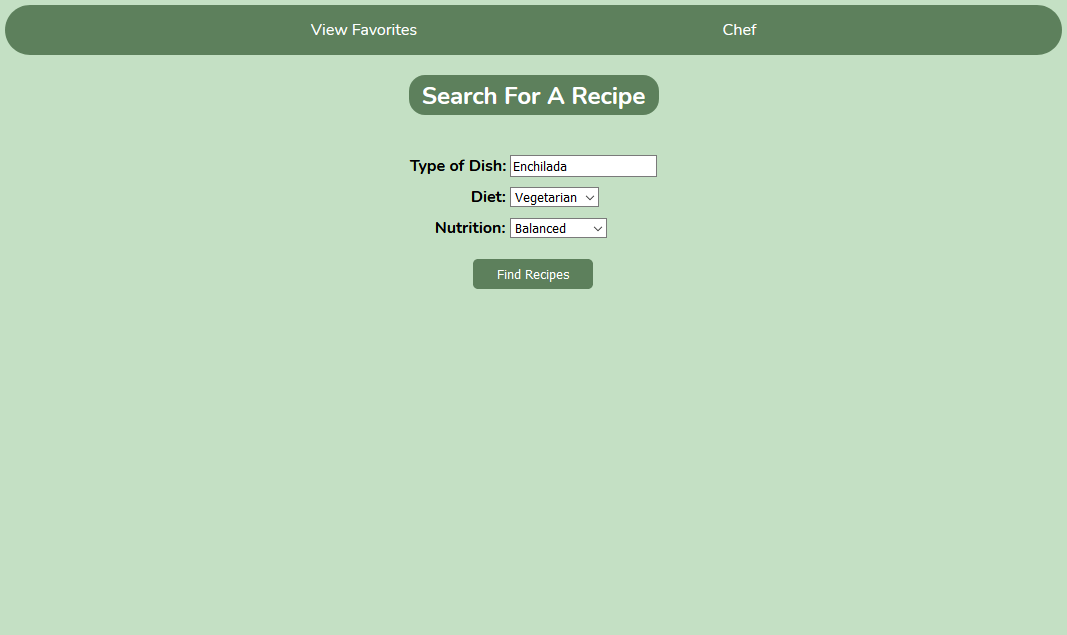 View Favorites Chef
Search For A Recipe
Type of Dish: Enchilada
Diet: Vegetarian
Nutrition: Balanced
Find Recipes